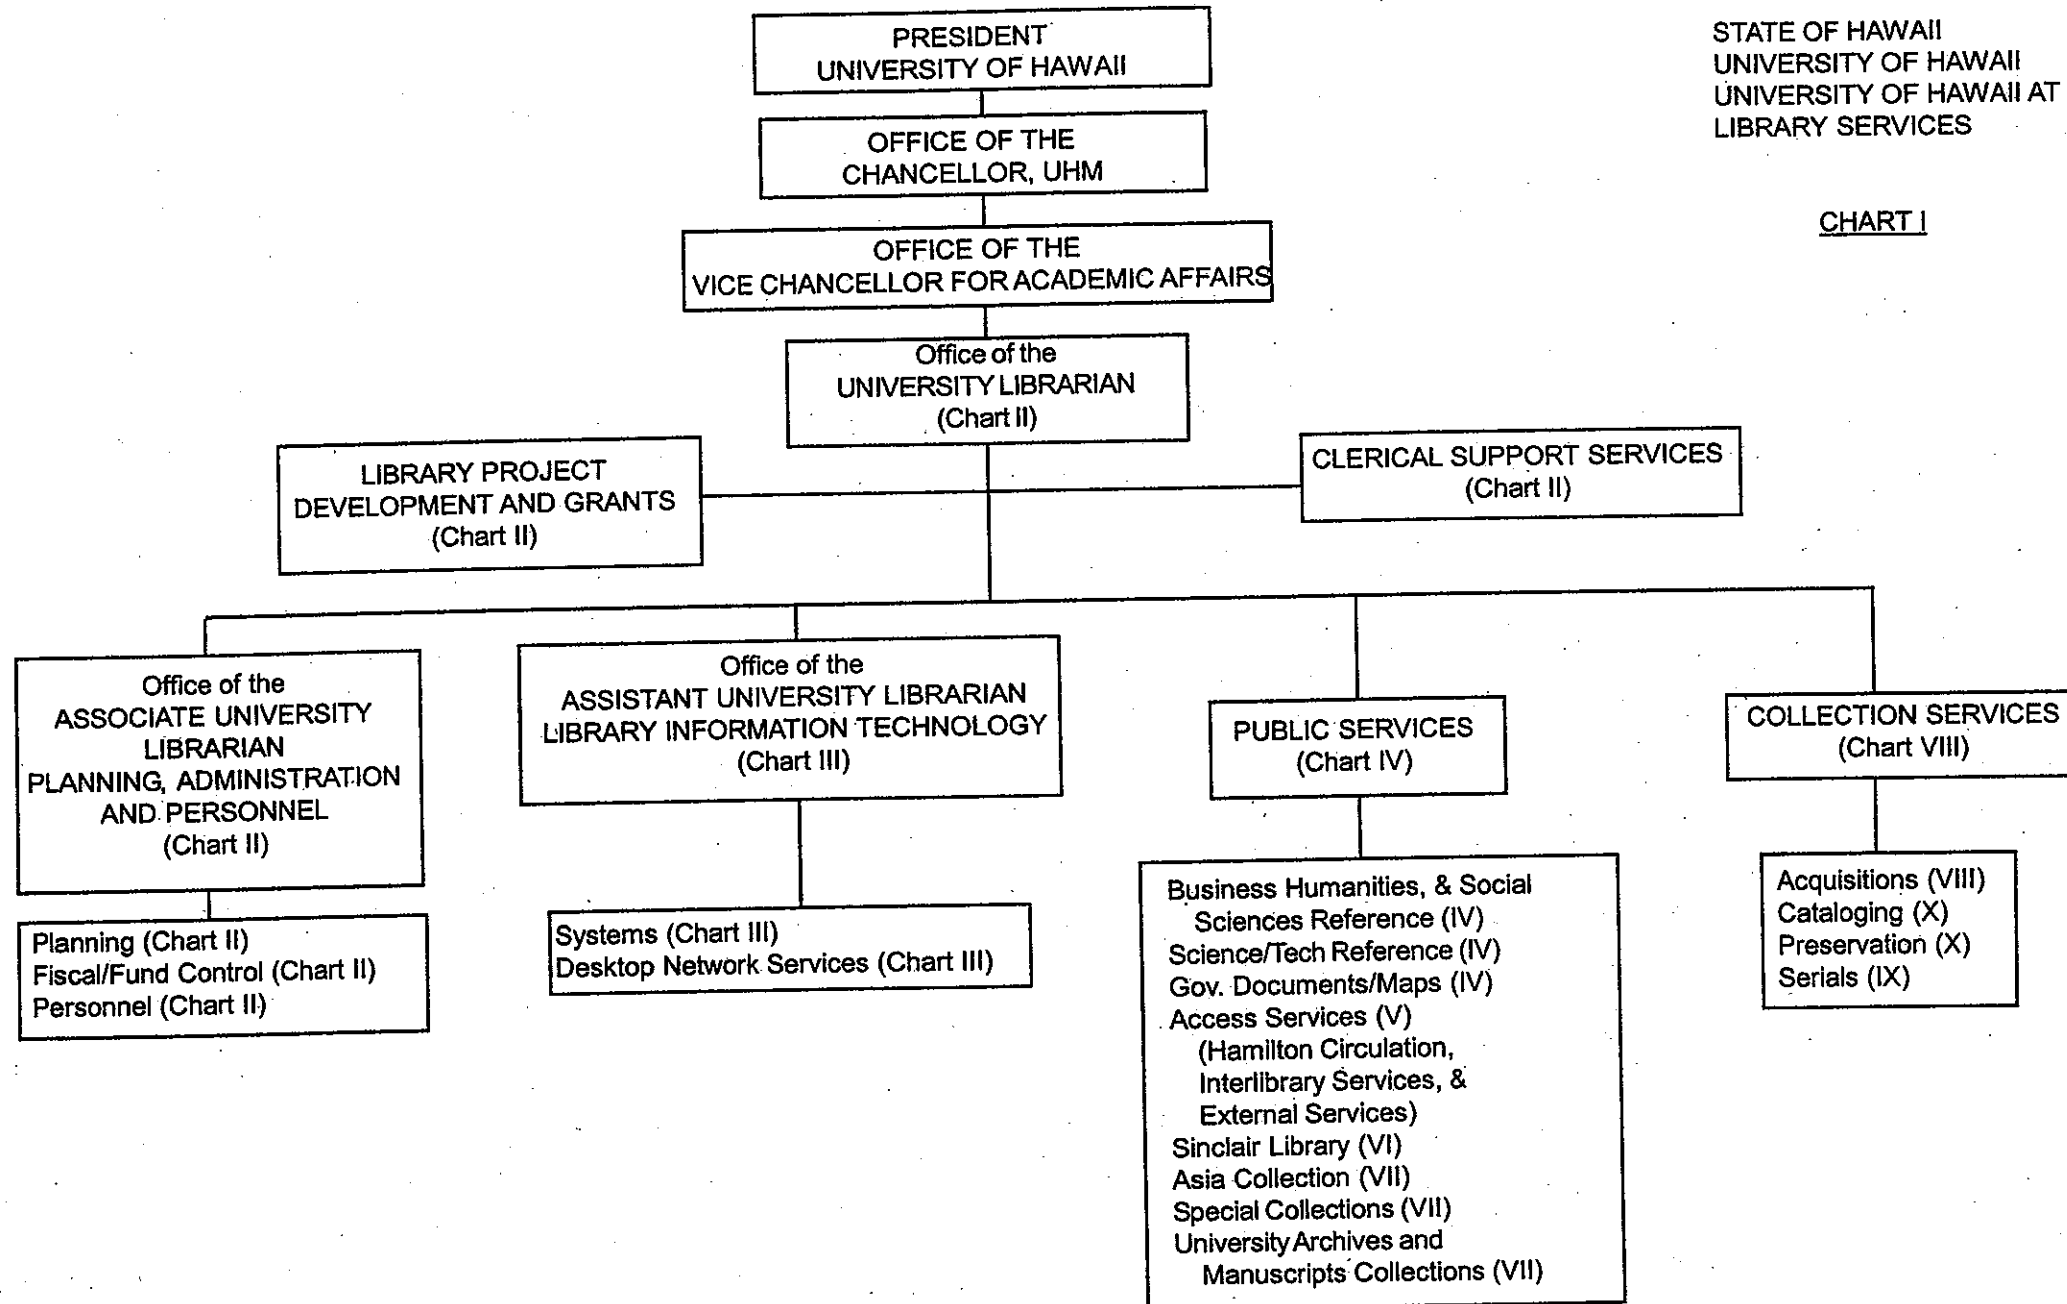 PRESIDENT
UNIVERSITY OF HAWAII
STATE OF HAWAII
UNIVERSITY OF HAWAII
UNIVERSITY OF HAWAII AT
LIBRARY SERVICES
CHART I
OFFICE OF THE
CHANCELLOR, UHM
OFFICE OF THE
VICE CHANCELLOR FOR ACADEMIC AFFAIRS
Office of the
UNIVERSITY LIBRARIAN
(Chart II)
LIBRARY PROJECT
DEVELOPMENT AND GRANTS
(Chart II)
CLERICAL SUPPORT SERVICES
(Chart II)
Office of the
ASSOCIATE UNIVERSITY
LIBRARIAN
PLANNING, ADMINISTRATION
AND PERSONNEL
(Chart II)
Planning (Chart II)
Fiscal/Fund Control (Chart II)
Personnel (Chart II)
Office of the
ASSISTANT UNIVERSITY LIBRARIAN
LIBRARY INFORMATION TECHNOLOGY
(Chart III)
Systems (Chart III)
Desktop Network Services (Chart III)
PUBLIC SERVICES
(Chart IV)
Business Humanities, & Social
Sciences Reference (IV)
Science/Tech Reference (IV)
Gov. Documents/Maps (IV)
Access Services (V)
(Hamilton Circulation,
Interlibrary Services, &
External Services)
Sinclair Library (VI)
Asia Collection (VII)
Special Collections (VII)
University Archives and
Manuscripts Collections (VII)
COLLECTION SERVICES
(Chart VIII)
Acquisitions (VIII)
Cataloging (X)
Preservation (X)
Serials (IX)